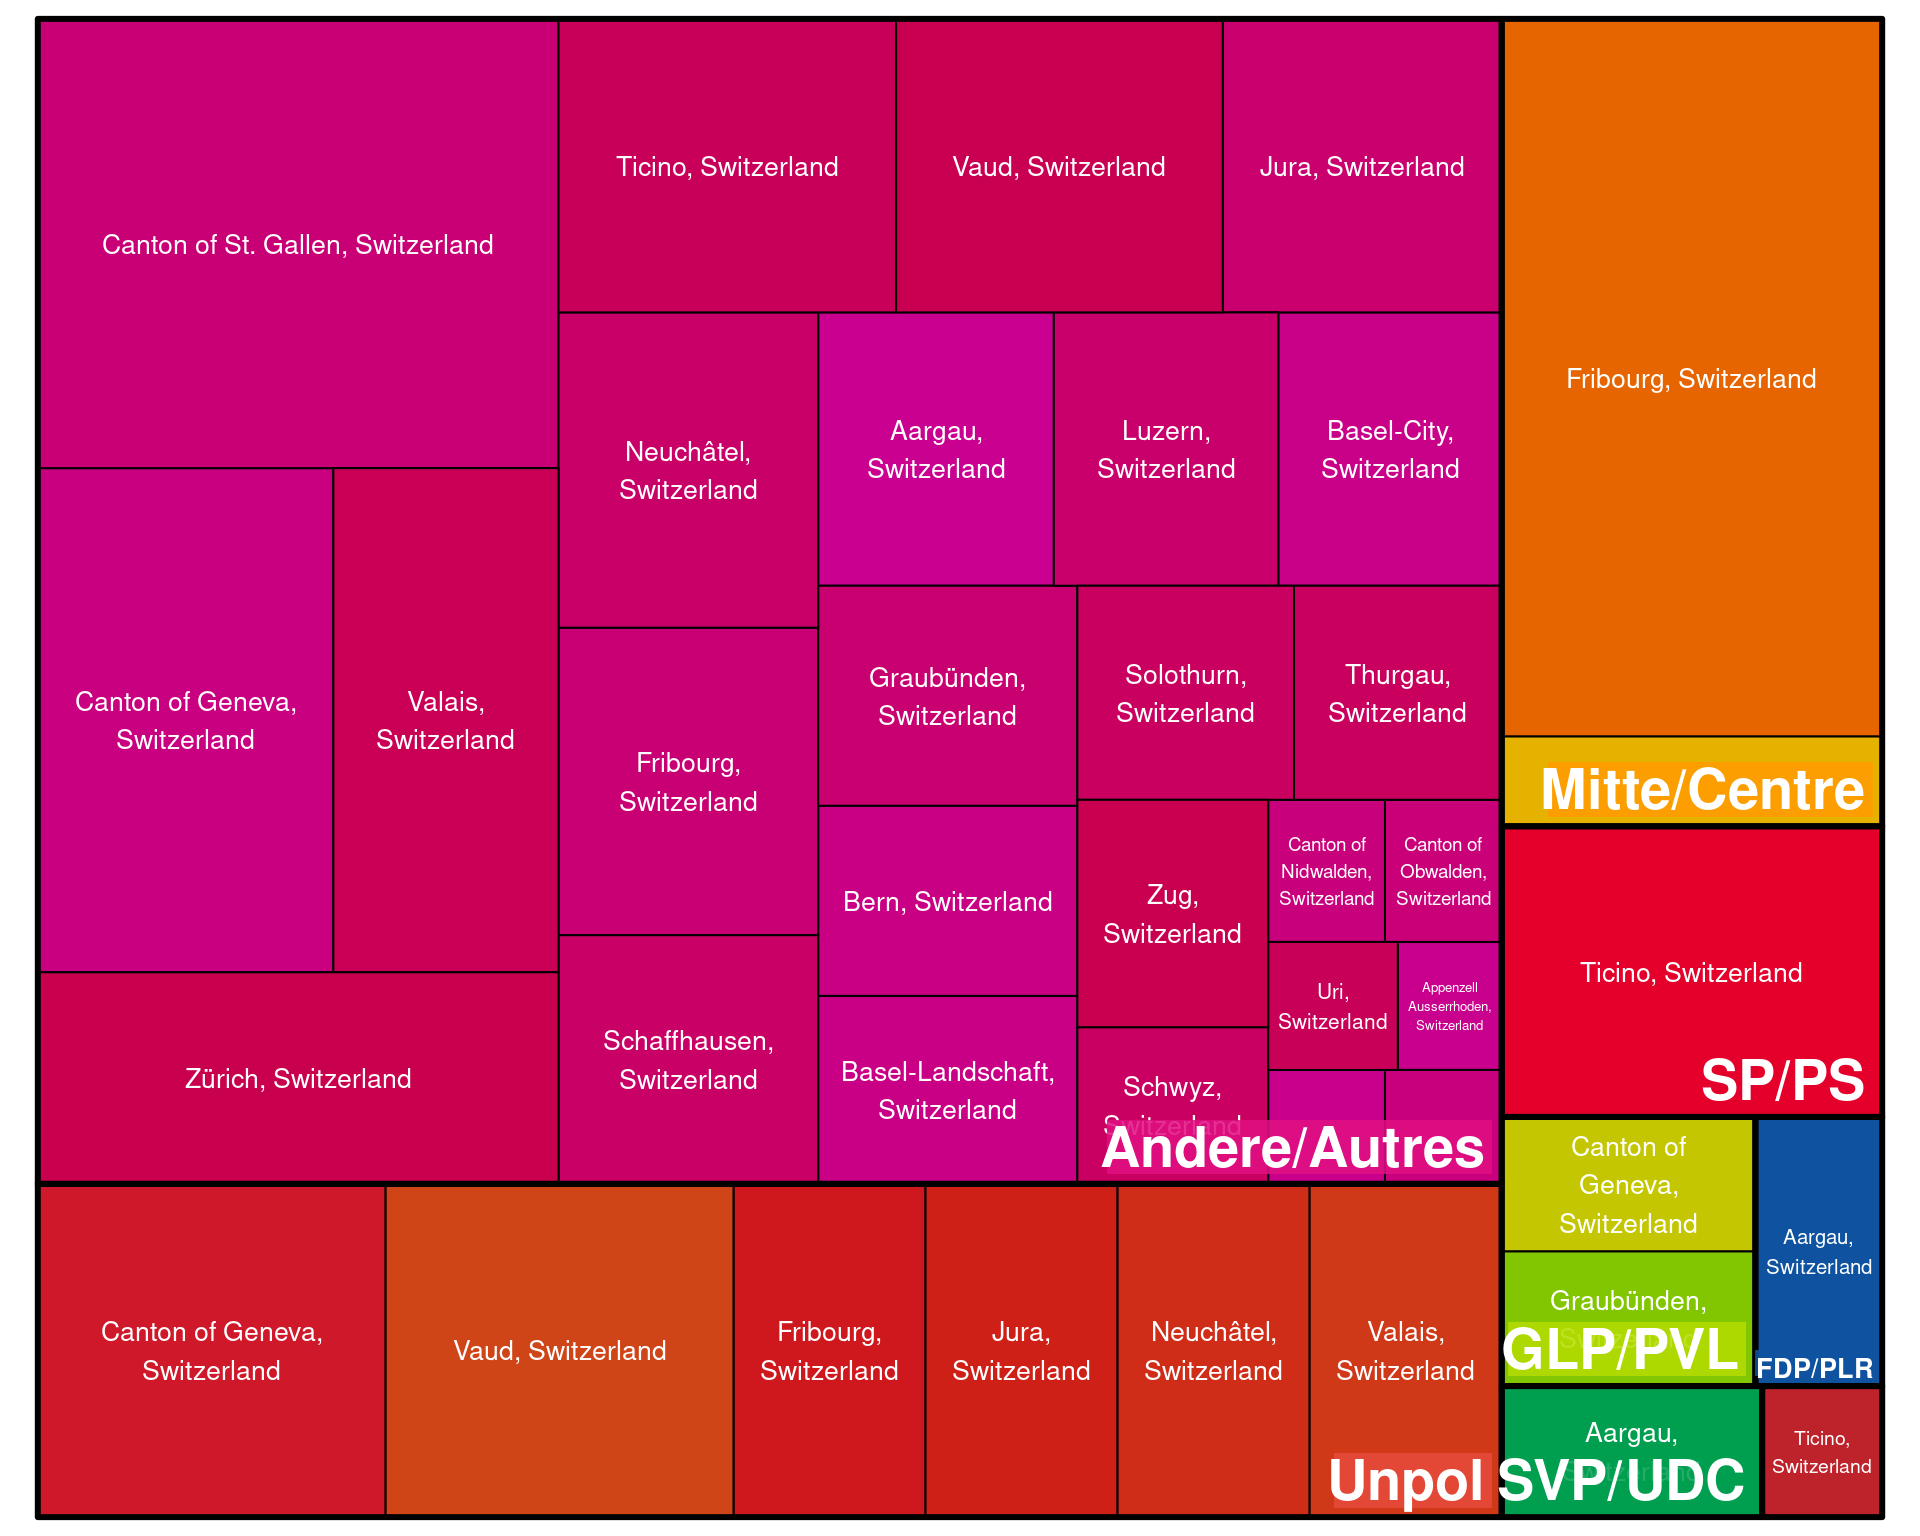 Canton of St. Gallen, Switzerland
Ticino, Switzerland
Vaud, Switzerland
Jura, Switzerland
Neuchâtel,
Switzerland
Aargau,
Switzerland
Luzern,
Switzerland
Basel-City,
Switzerland
Canton of Geneva,
Switzerland
Valais,
Switzerland
Fribourg,
Switzerland
Graubünden,
Switzerland
Solothurn,
Switzerland
Thurgau,
Switzerland
Bern, Switzerland
Zug,
Switzerland
Canton of
Nidwalden,
Switzerland
Canton of
Obwalden,
Switzerland
Uri,
Switzerland
Appenzell
Ausserrhoden,
Switzerland
Zürich, Switzerland
Schaffhausen,
Switzerland
Basel-Landschaft,
Switzerland
Schwyz,
Switzerland
Andere/Autres
Canton of Geneva,
Switzerland
Vaud, Switzerland
Fribourg,
Switzerland
Jura,
Switzerland
Neuchâtel,
Switzerland
Valais,
Switzerland
Unpol
Fribourg, Switzerland
Mitte/Centre
Ticino, Switzerland
SP/PS
Canton of
Geneva,
Switzerland
Graubünden,
GLP/PVL
Aargau,
Switzerland
FDP/PLR
Aargau,
SVP/UDC
Ticino,
Switzerland